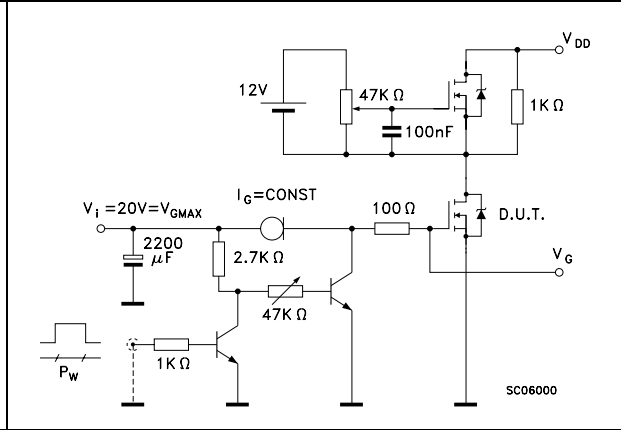 V DD
12V
47K Ω
1K Ω
100nF
I G=CONST
V i =20V=V GMAX
100 Ω
D.U.T.
2200
μF
2.7K Ω
V G
47K Ω
1K Ω
P W
SC06000